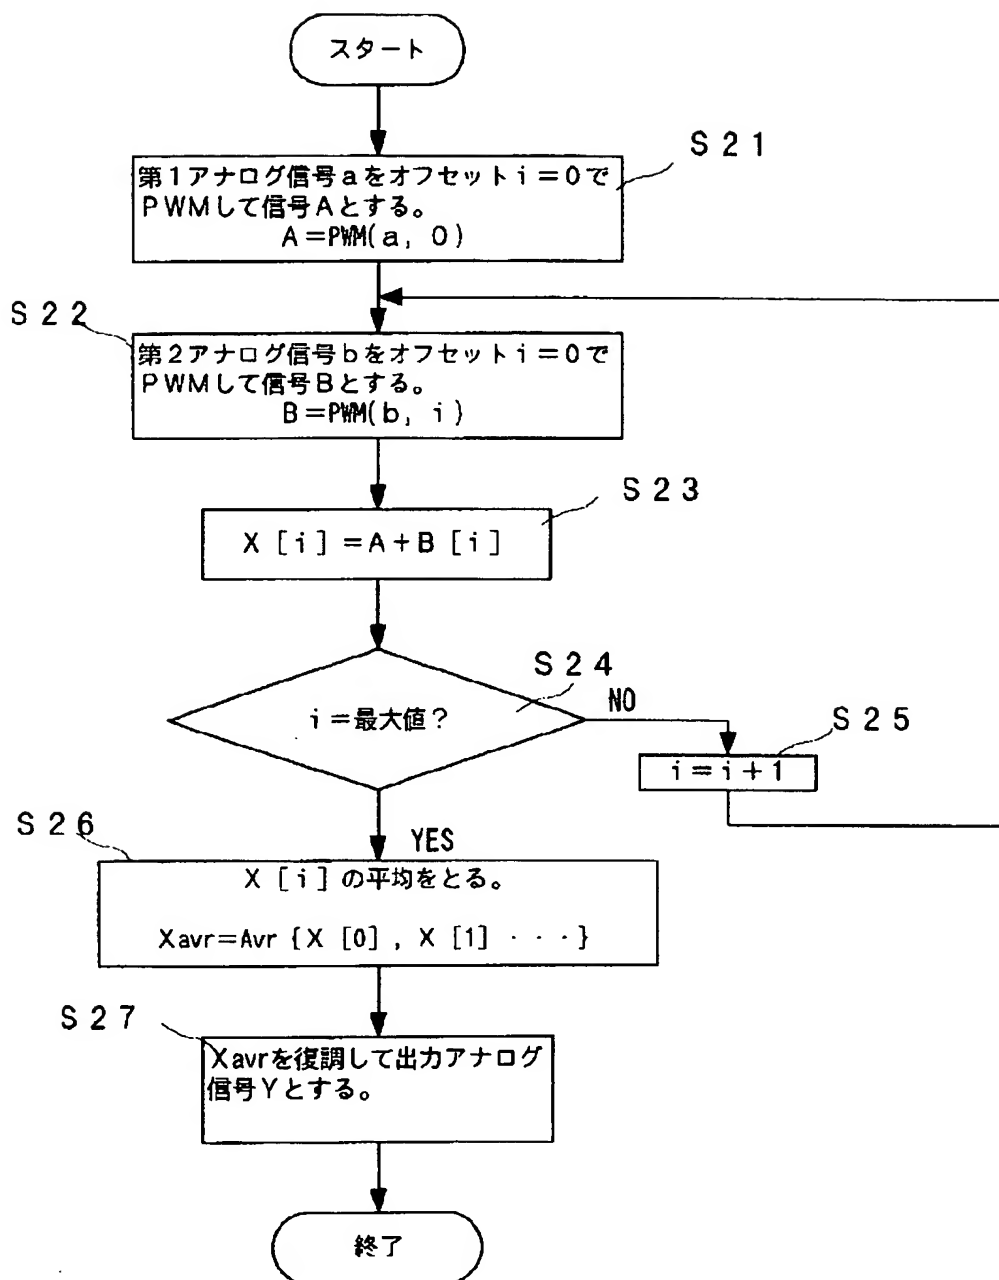 スタート
S21
第1アナログ信号aをオフセットi=0で
PWMして信号Aとする。
A=PWM(a, 0)
S22
第2アナログ信号bをオフセットi=0で
PWMして信号Bとする。
B=PWM(b, i)
S23
X [i] =A+B [i]
S24
i=最大値?
NO
S25
i=i+1
YES
S26
X [i] の平均をとる。
Xavr=Avr {X [0] , X [1] ・・・}
S27
Xavrを復調して出力アナログ
信号Yとする。
終了